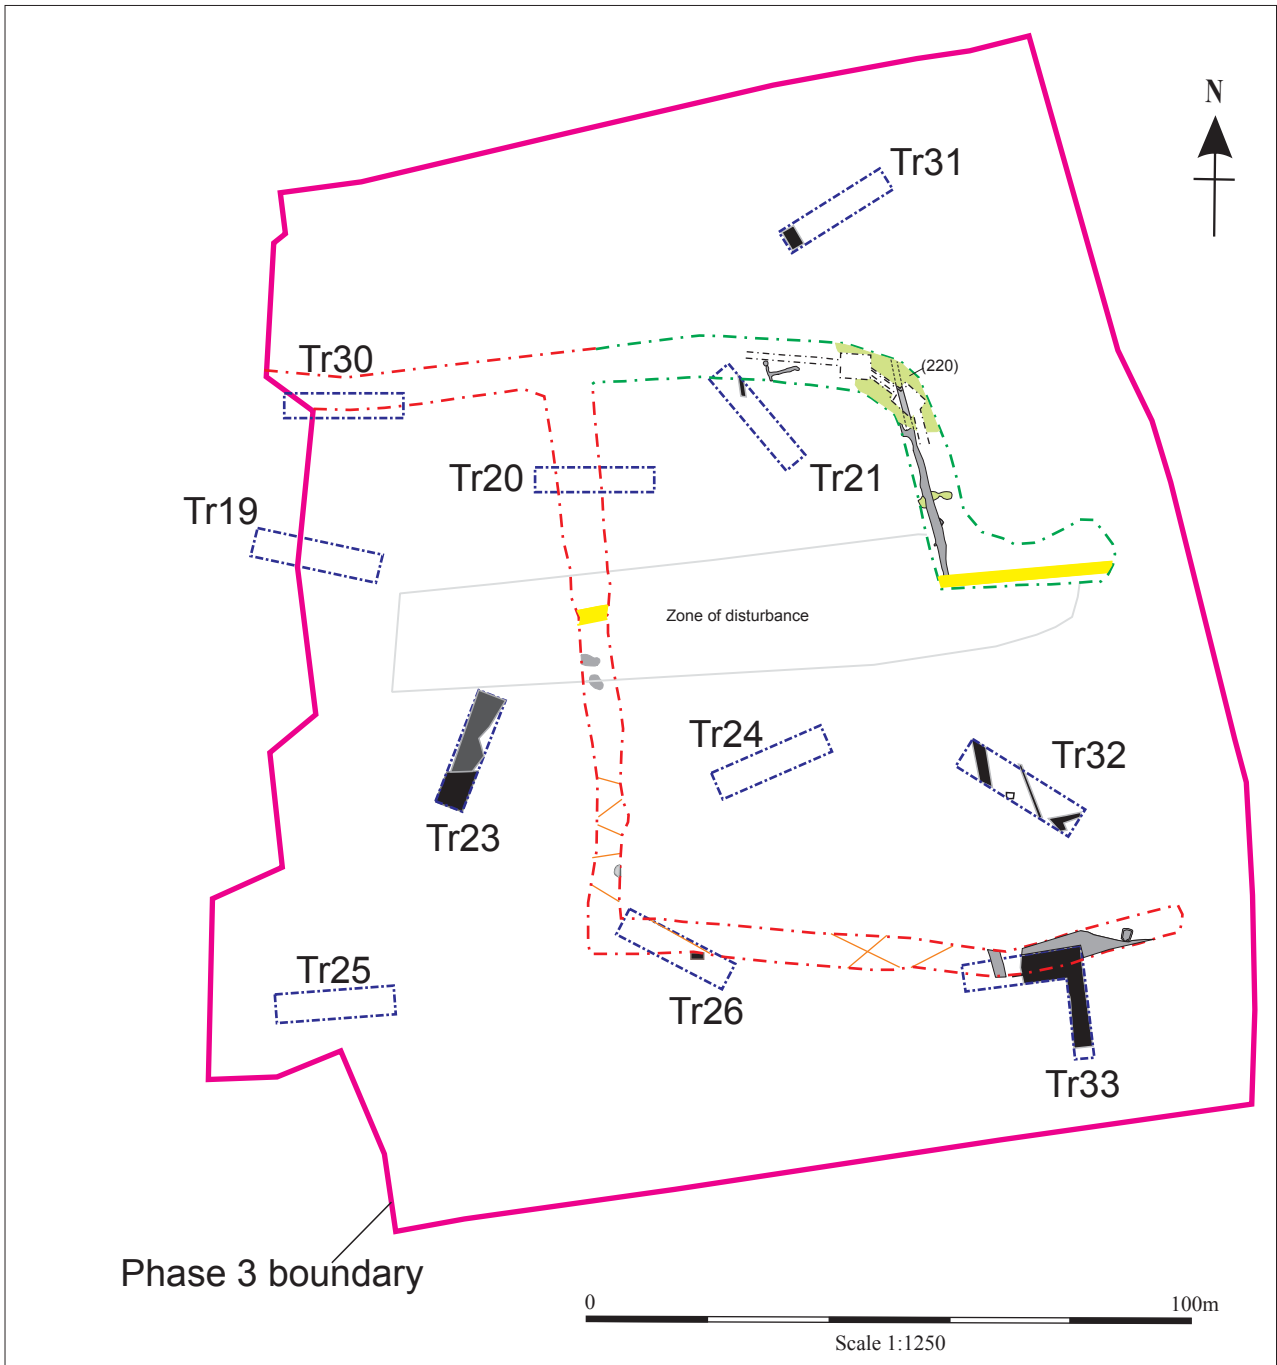 N
Tr31
Tr30
(220)
Tr20
Tr21
Tr19
Zone of disturbance
Tr24
Tr32
Tr23
Tr25
Tr26
Tr33
Phase 3 boundary
0 100m
Scale 1:1250